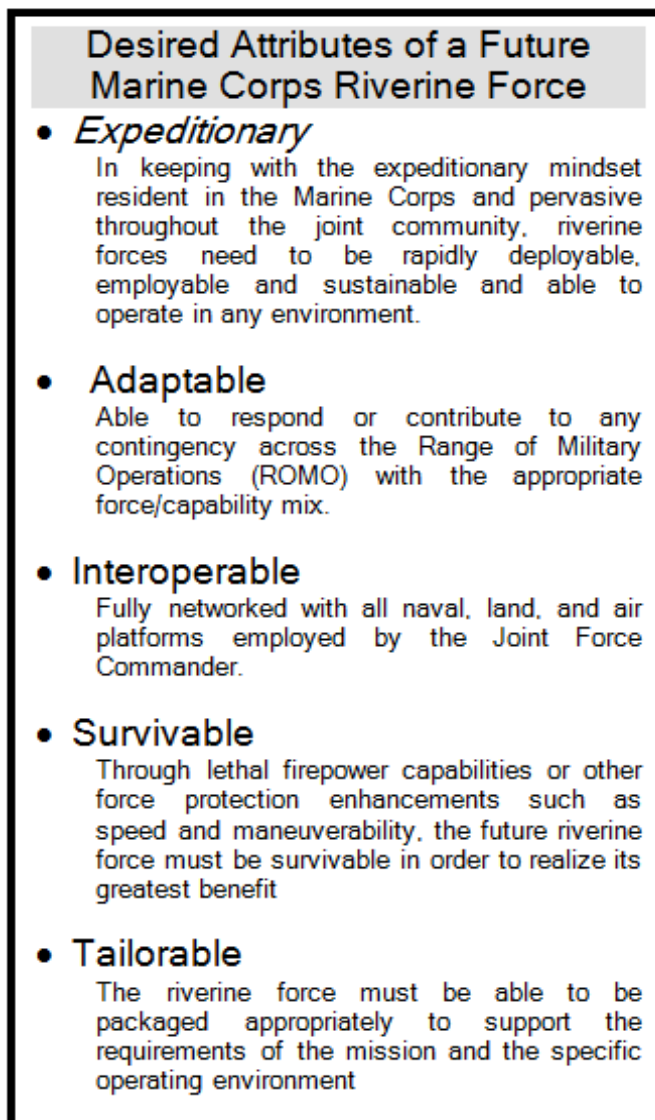 Desired Attributes of a Future
Marine Corps Riverine Force
• Expeditionary
In keeping with the expeditionary mindset
resident in the Marine Corps and pervasive
throughout the joint community, riverine
forces need to be rapidly deployable,
employable and sustainable and able to
operate in any environment.
• Adaptable
Able to respond or contribute to any
contingency across the Range of Military
Operations (ROMO) with the appropriate
force/capability mix.
• Interoperable
Fully networked with all naval, land, and air
platforms employed by the Joint Force
Commander.
• Survivable
Through lethal firepower capabilities or other
force protection enhancements such as
speed and maneuverability, the future riverine
force must be survivable in order to realize its
greatest benefit
• Tailorable
The riverine force must be able to be
packaged appropriately to support the
requirements of the mission and the specific
operating environment